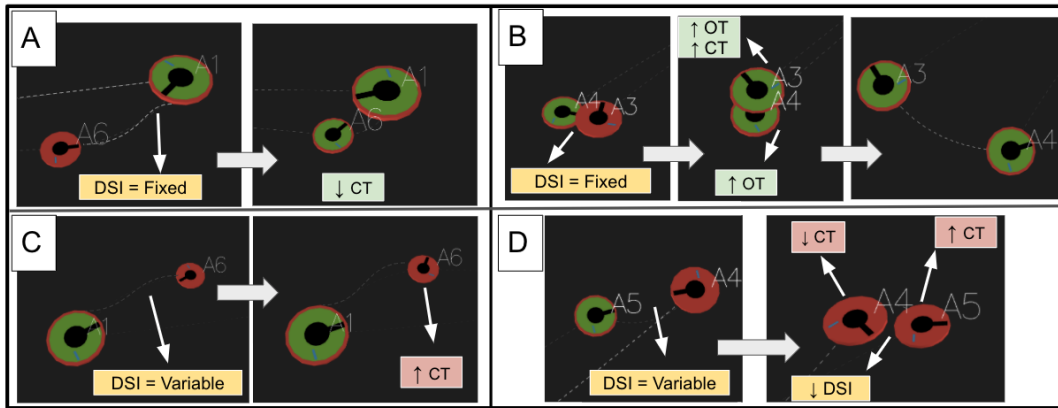 A
A1
A6
DSI = Fixed
A1
A6
↓ CT
B
A4
A3
DSI = Fixed
↑ OT
↑ CT
A3
A4
↑ OT
A3
A4
C
A6
A1
DSI = Variable
A6
A1
↑ CT
D
A5
A4
DSI = Variable
↓ CT
↑ CT
A4
A5
↓ DSI